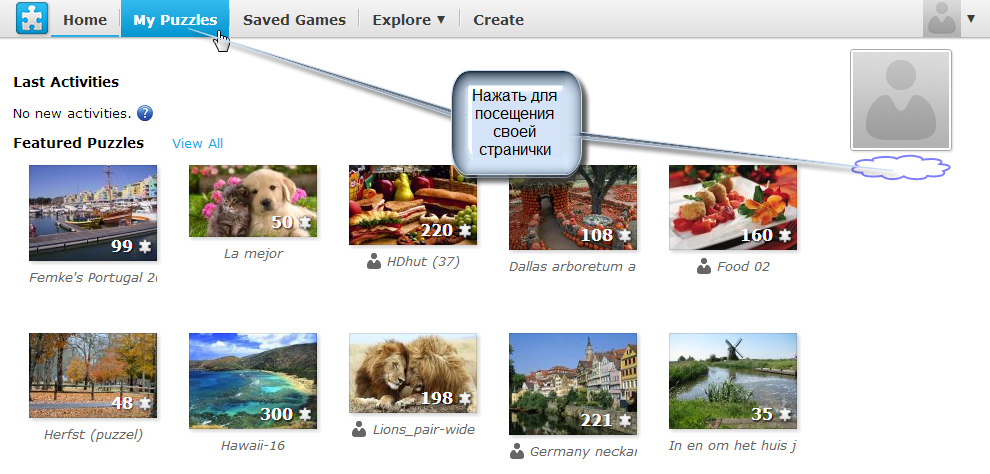 Home My Puzzles Saved Games Explore ▼ Create ▼
Last Activities
No new activities. ?
Featured Puzzles View All
Нажать для
посещения
своей
странички
99 50 220 108 160
Femke's Portugal 20 La mejor HDhut (37) Dallas arboretum a Food 02
48 300 198 221 35
Herfst (puzzel) Hawaii-16 Lions_pair-wide Germany neckar In en om het huis j